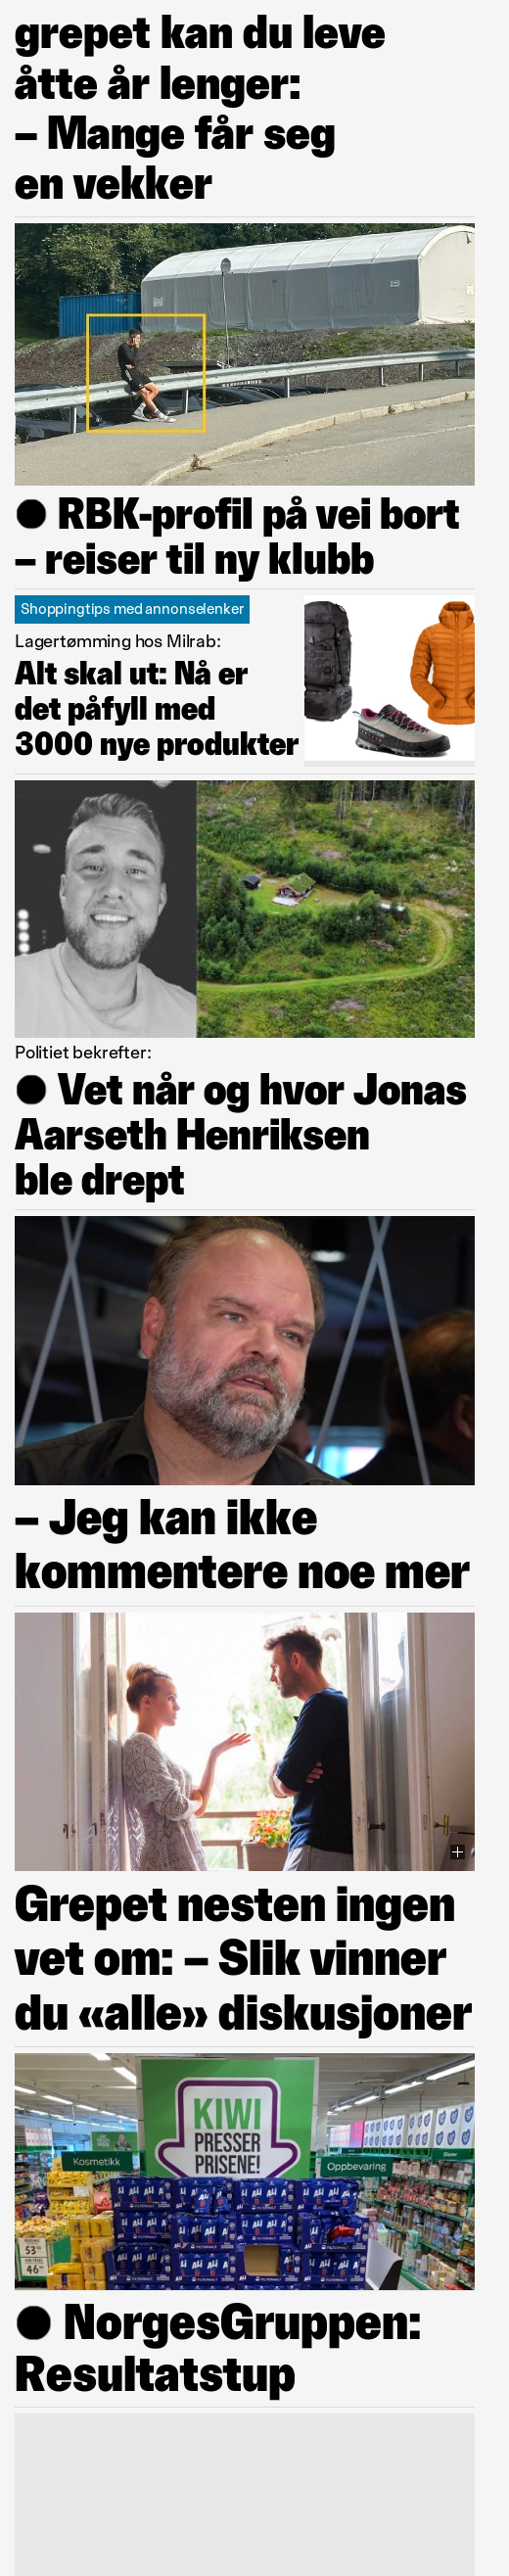 grepet kan du leve
åtte år lenger:
– Mange får seg
en vekker
● RBK-profil på vei bort
– reiser til ny klubb
Shoppingtips med annonselenker
Lagertømming hos Milrab:
Alt skal ut: Nå er
det påfyll med
3000 nye produkter
Politiet bekrefter:
● Vet når og hvor Jonas
Aarseth Henriksen
ble drept
– Jeg kan ikke
kommentere noe mer
Grepet nesten ingen
vet om: – Slik vinner
du «alle» diskusjoner
KIWI
PRESSER
PRISENE!
Kosmetikk
Oppbevaring
● NorgesGruppen:
Resultatstup